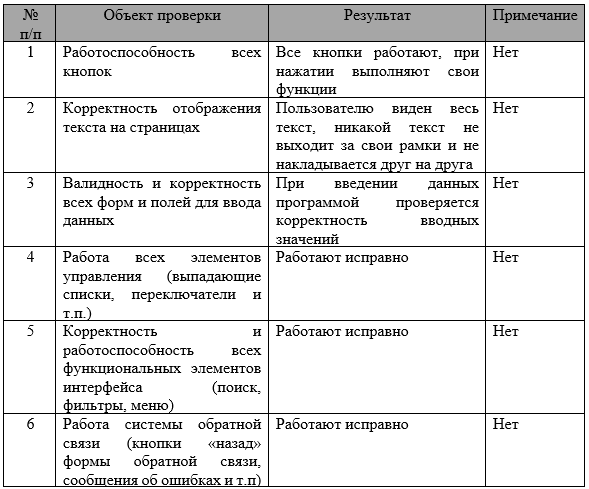 № Объект проверки Результат Примечание
п/п
1 Работоспособность всех Все кнопки работают, при Нет
кнопок нажатии выполняют свои
функции
2 Корректность отображения Пользователю виден весь Нет
текста на страницах текст, никакой текст не
выходит за свои рамки и не
накладывается друг на друга
3 Валидность и корректность При введении данных Нет
всех форм и полей для ввода программой проверяется
данных корректность вводных
значений
4 Работа всех элементов Работают исправно Нет
управления (выпадающие
списки, переключатели и
т.п.)
5 Корректность и Работают исправно Нет
работоспособность всех
функциональных элементов
интерфейса (поиск,
фильтры, меню)
6 Работа системы обратной Работают исправно Нет
связи (кнопки «назад»
формы обратной связи,
сообщения об ошибках и т.п)